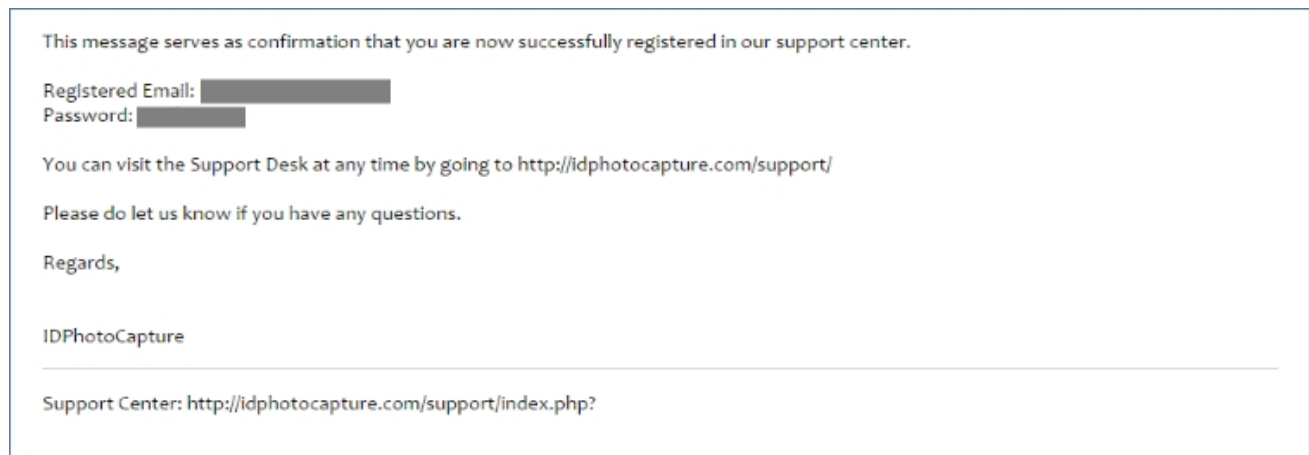 This message serves as confirmation that you are now successfully registered in our support center.
Registered Email:
Password:
You can visit the Support Desk at any time by going to http://idphotocapture.com/support/
Please do let us know if you have any questions.
Regards,
IDPhotoCapture
Support Center: http://idphotocapture.com/support/index.php?